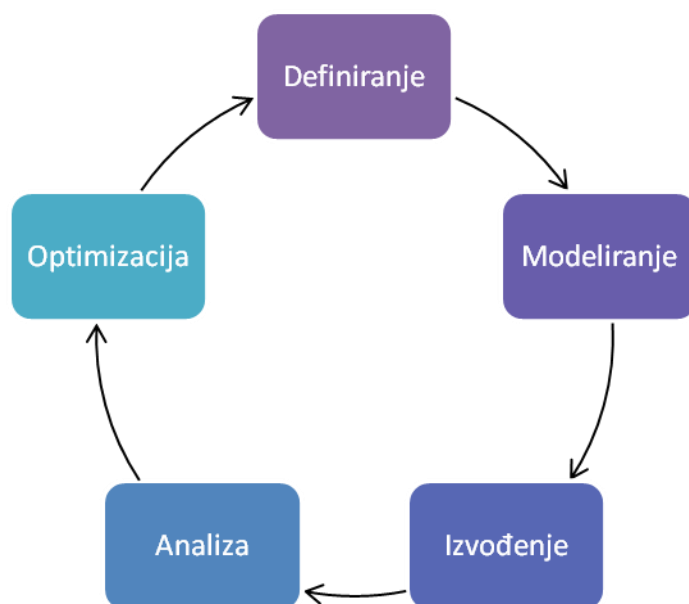 Definiranje
Modeliranje
Izvođenje
Analiza
Optimizacija